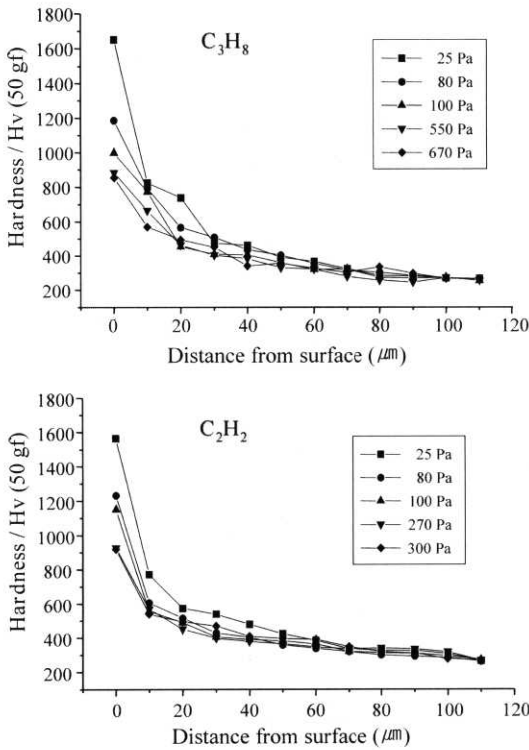 1800
1600
1400
1200
1000
800
600
400
200
Hardness / Hv (50 gf)
C₃H₈
25 Pa
80 Pa
100 Pa
550 Pa
670 Pa
0 20 40 60 80 100 120
Distance from surface (μm)
1800
1600
1400
1200
1000
800
600
400
200
Hardness / Hv (50 gf)
C₂H₂
25 Pa
80 Pa
100 Pa
270 Pa
300 Pa
0 20 40 60 80 100 120
Distance from surface (μm)